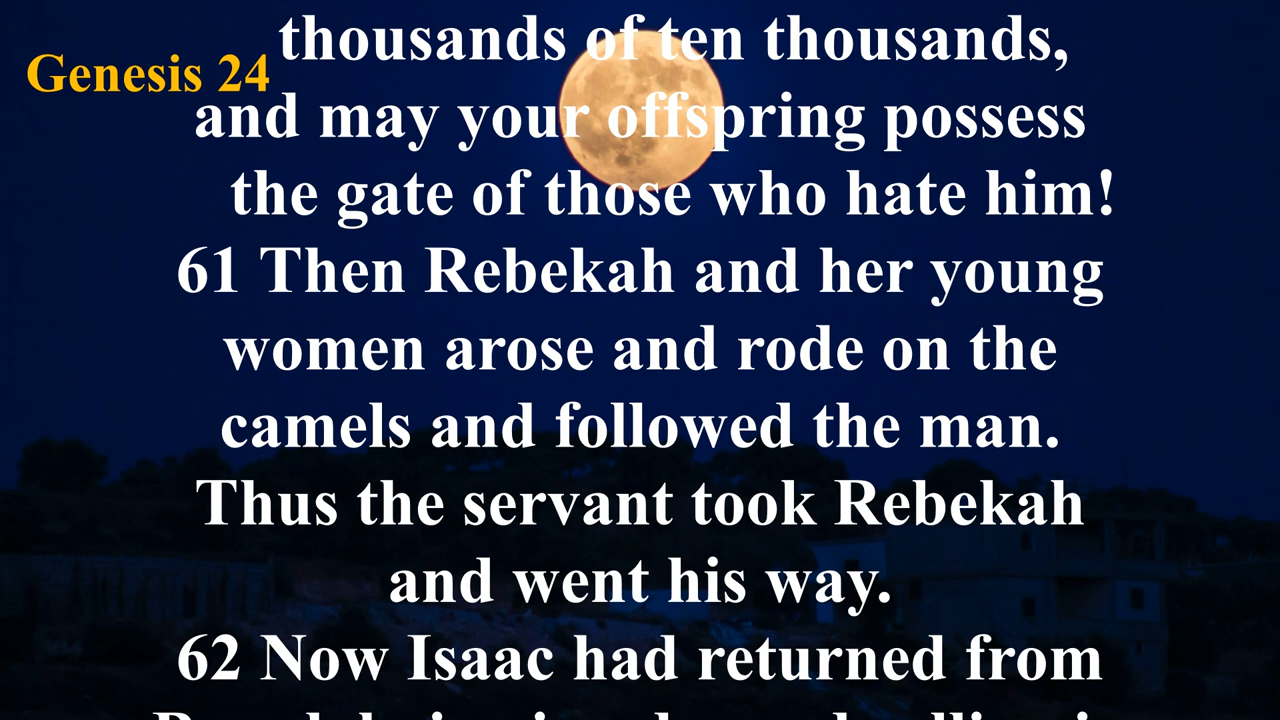 thousands of ten thousands,
Genesis 24
and may your offspring possess
the gate of those who hate him!
61 Then Rebekah and her young
women arose and rode on the
camels and followed the man.
Thus the servant took Rebekah
and went his way.
62 Now Isaac had returned from